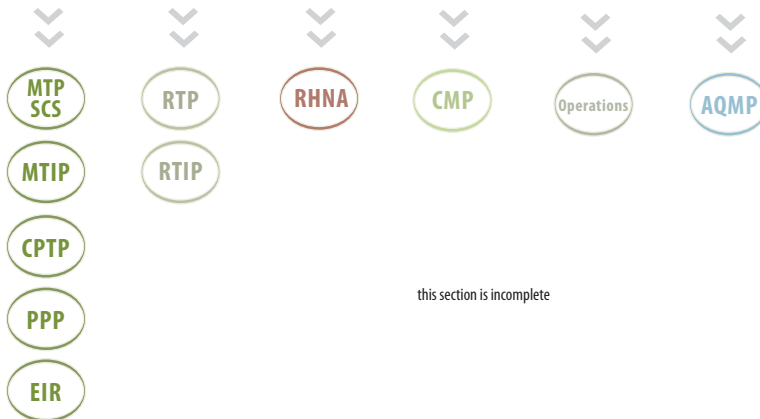 MTP
SCS
RTP
RHNA
CMP
Operations
AQMP
MTIP
RTIP
CPTP
this section is incomplete
PPP
EIR